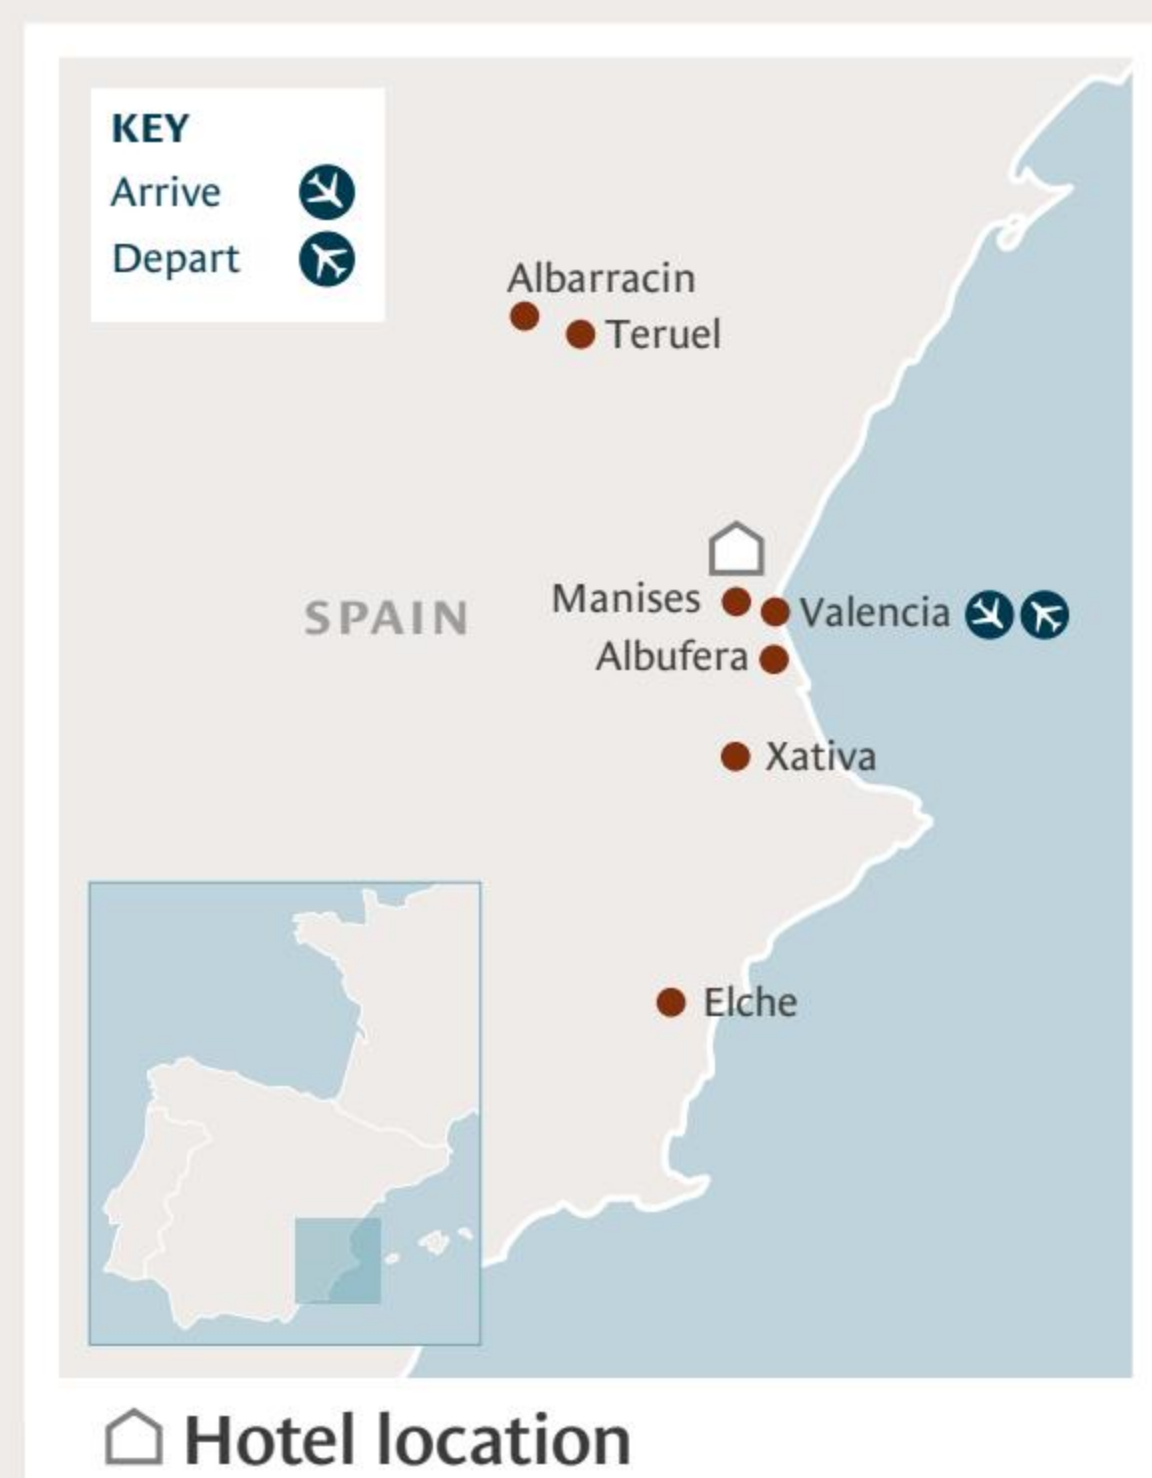 KEY
Arrive
Depart
Albarracin
Teruel
SPAIN
Manises
Valencia
Albufera
Xativa
Elche
Hotel location